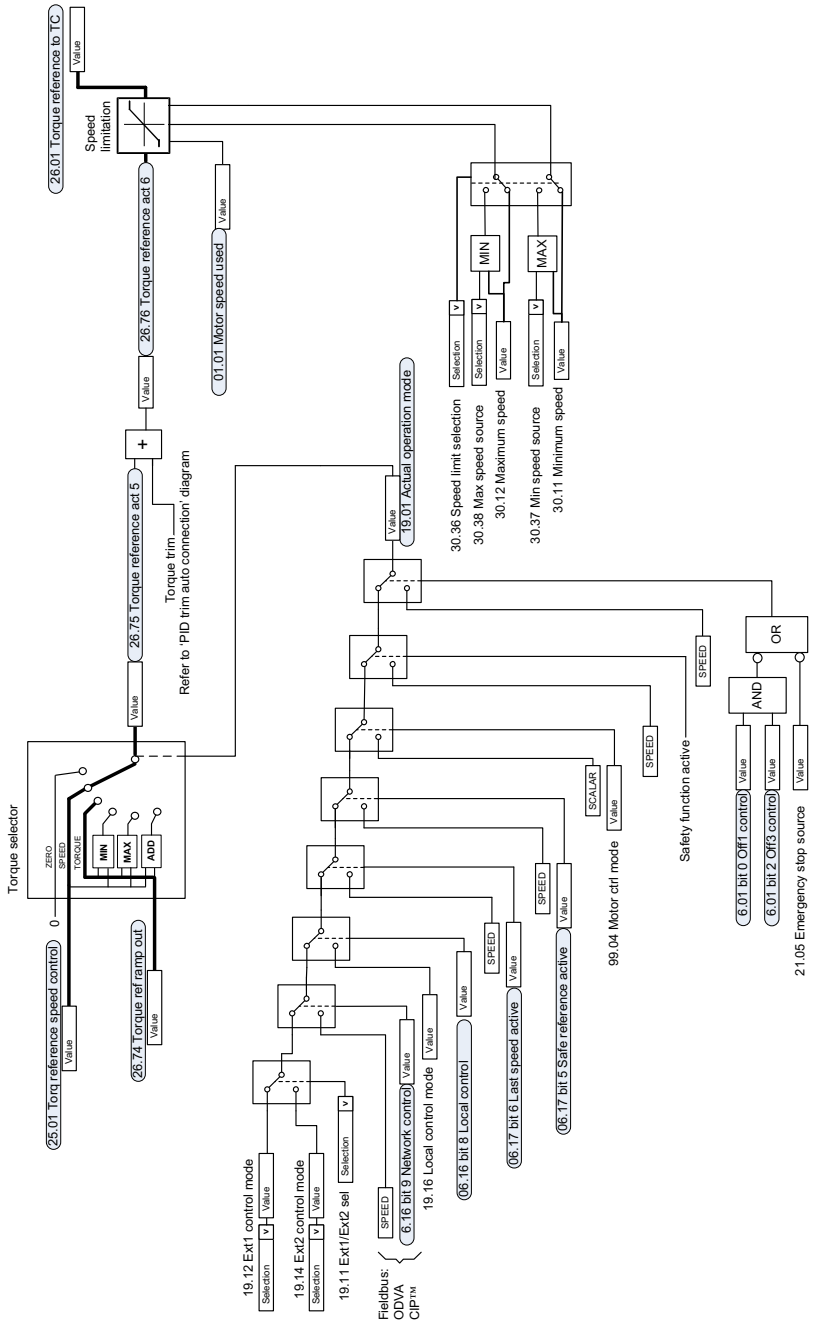 Torque selector
25.01 Torq reference speed control
Value
0
ZERO
SPEED
TORQUE
MIN
MAX
ADD
26.74 Torque ref ramp out
Value
Value
26.75 Torque reference act 5
Torque trim
Refer to ‘PID trim auto connection’ diagram
+
Value
26.76 Torque reference act 6
01.01 Motor speed used
Value
Speed
limitation
26.01 Torque reference to TC
Value
19.12 Ext1 control mode
Selection
v
Value
19.14 Ext2 control mode
Selection
v
Value
19.11 Ext1/Ext2 sel
Selection
v
Fieldbus:
ODVA
CIP™
SPEED
6.16 bit 9 Network control
Value
19.16 Local control mode
Value
06.16 bit 8 Local control
Value
SPEED
06.17 bit 6 Last speed active
Value
SPEED
06.17 bit 5 Safe reference active
Value
SCALAR
99.04 Motor ctrl mode
Value
SPEED
Safety function active
SPEED
6.01 bit 0 Off1 control
Value
6.01 bit 2 Off3 control
Value
AND
OR
21.05 Emergency stop source
Value
Value
19.01 Actual operation mode
30.36 Speed limit selection
Selection
v
30.38 Max speed source
Selection
v
MIN
30.12 Maximum speed
Value
30.37 Min speed source
Selection
v
MAX
30.11 Minimum speed
Value